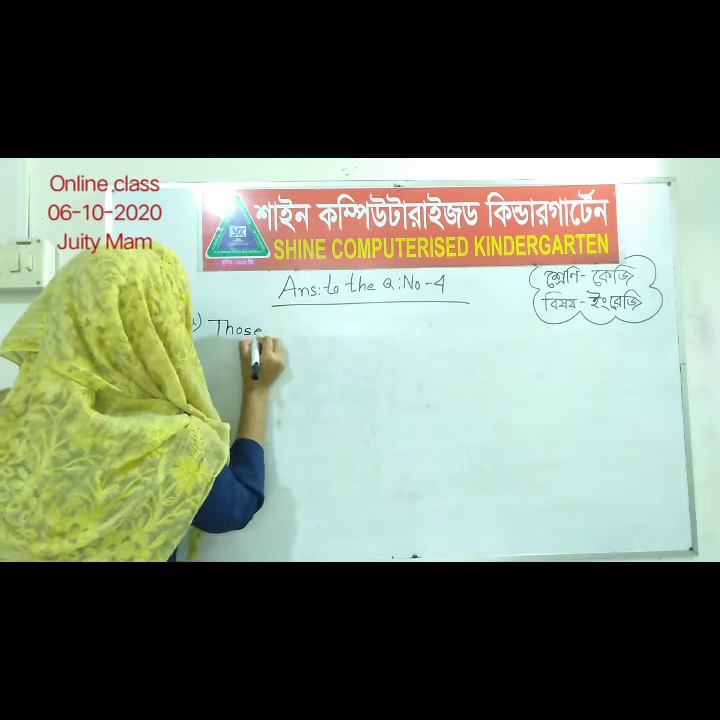 Online class
06-10-2020
Juity Mam
শাইন কম্পিউটারাইজড কিন্ডারগার্টেন
SHINE COMPUTERISED KINDERGARTEN
Ans: to the Q: No-4
শ্রেণি- কেজি
বিষয়- ইংরেজি
Those